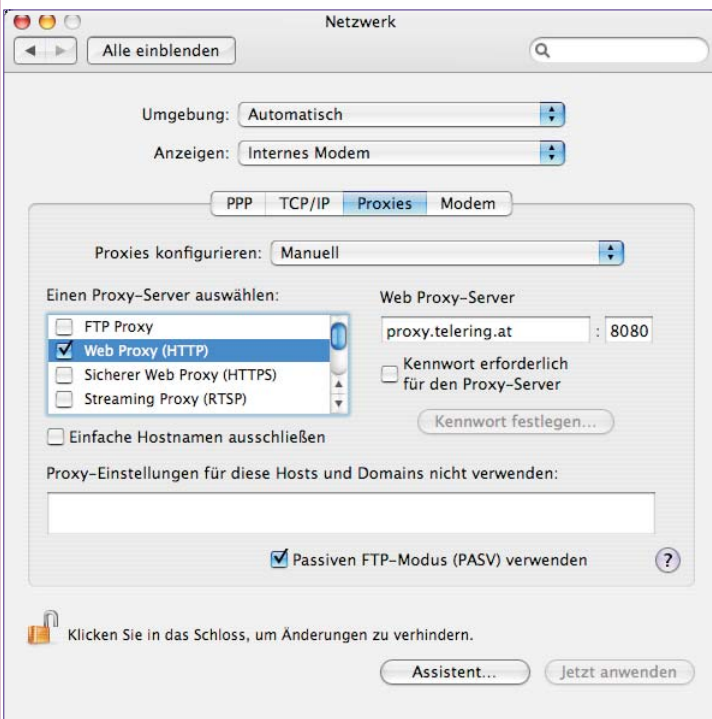 Netzwerk
Alle einblenden
Umgebung: Automatisch
Anzeigen: Internes Modem
PPP TCP/IP Proxies Modem
Proxies konfigurieren: Manuell
Einen Proxy-Server auswählen:
FTP Proxy
Web Proxy (HTTP)
Sicherer Web Proxy (HTTPS)
Streaming Proxy (RTSP)
Einfache Hostnamen ausschließen
Web Proxy-Server
proxy.telering.at : 8080
Kennwort erforderlich
für den Proxy-Server
Kennwort festlegen...
Proxy-Einstellungen für diese Hosts und Domains nicht verwenden:
Passiven FTP-Modus (PASV) verwenden
?
Klicken Sie in das Schloss, um Änderungen zu verhindern.
Assistent... Jetzt anwenden